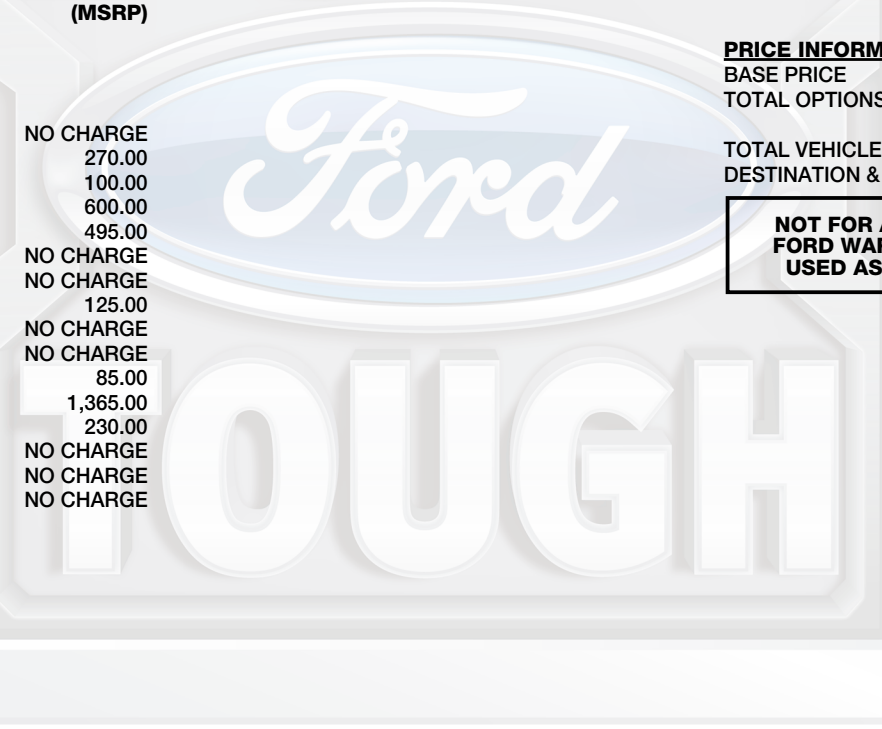 (MSRP)
NO CHARGE
270.00
100.00
600.00
495.00
NO CHARGE
NO CHARGE
125.00
NO CHARGE
NO CHARGE
85.00
1,365.00
230.00
NO CHARGE
NO CHARGE
NO CHARGE
Ford
TOUGH
PRICE INFORM
BASE PRICE
TOTAL OPTIONS
TOTAL VEHICLE
DESTINATION &
NOT FOR
FORD WAR
USED AS